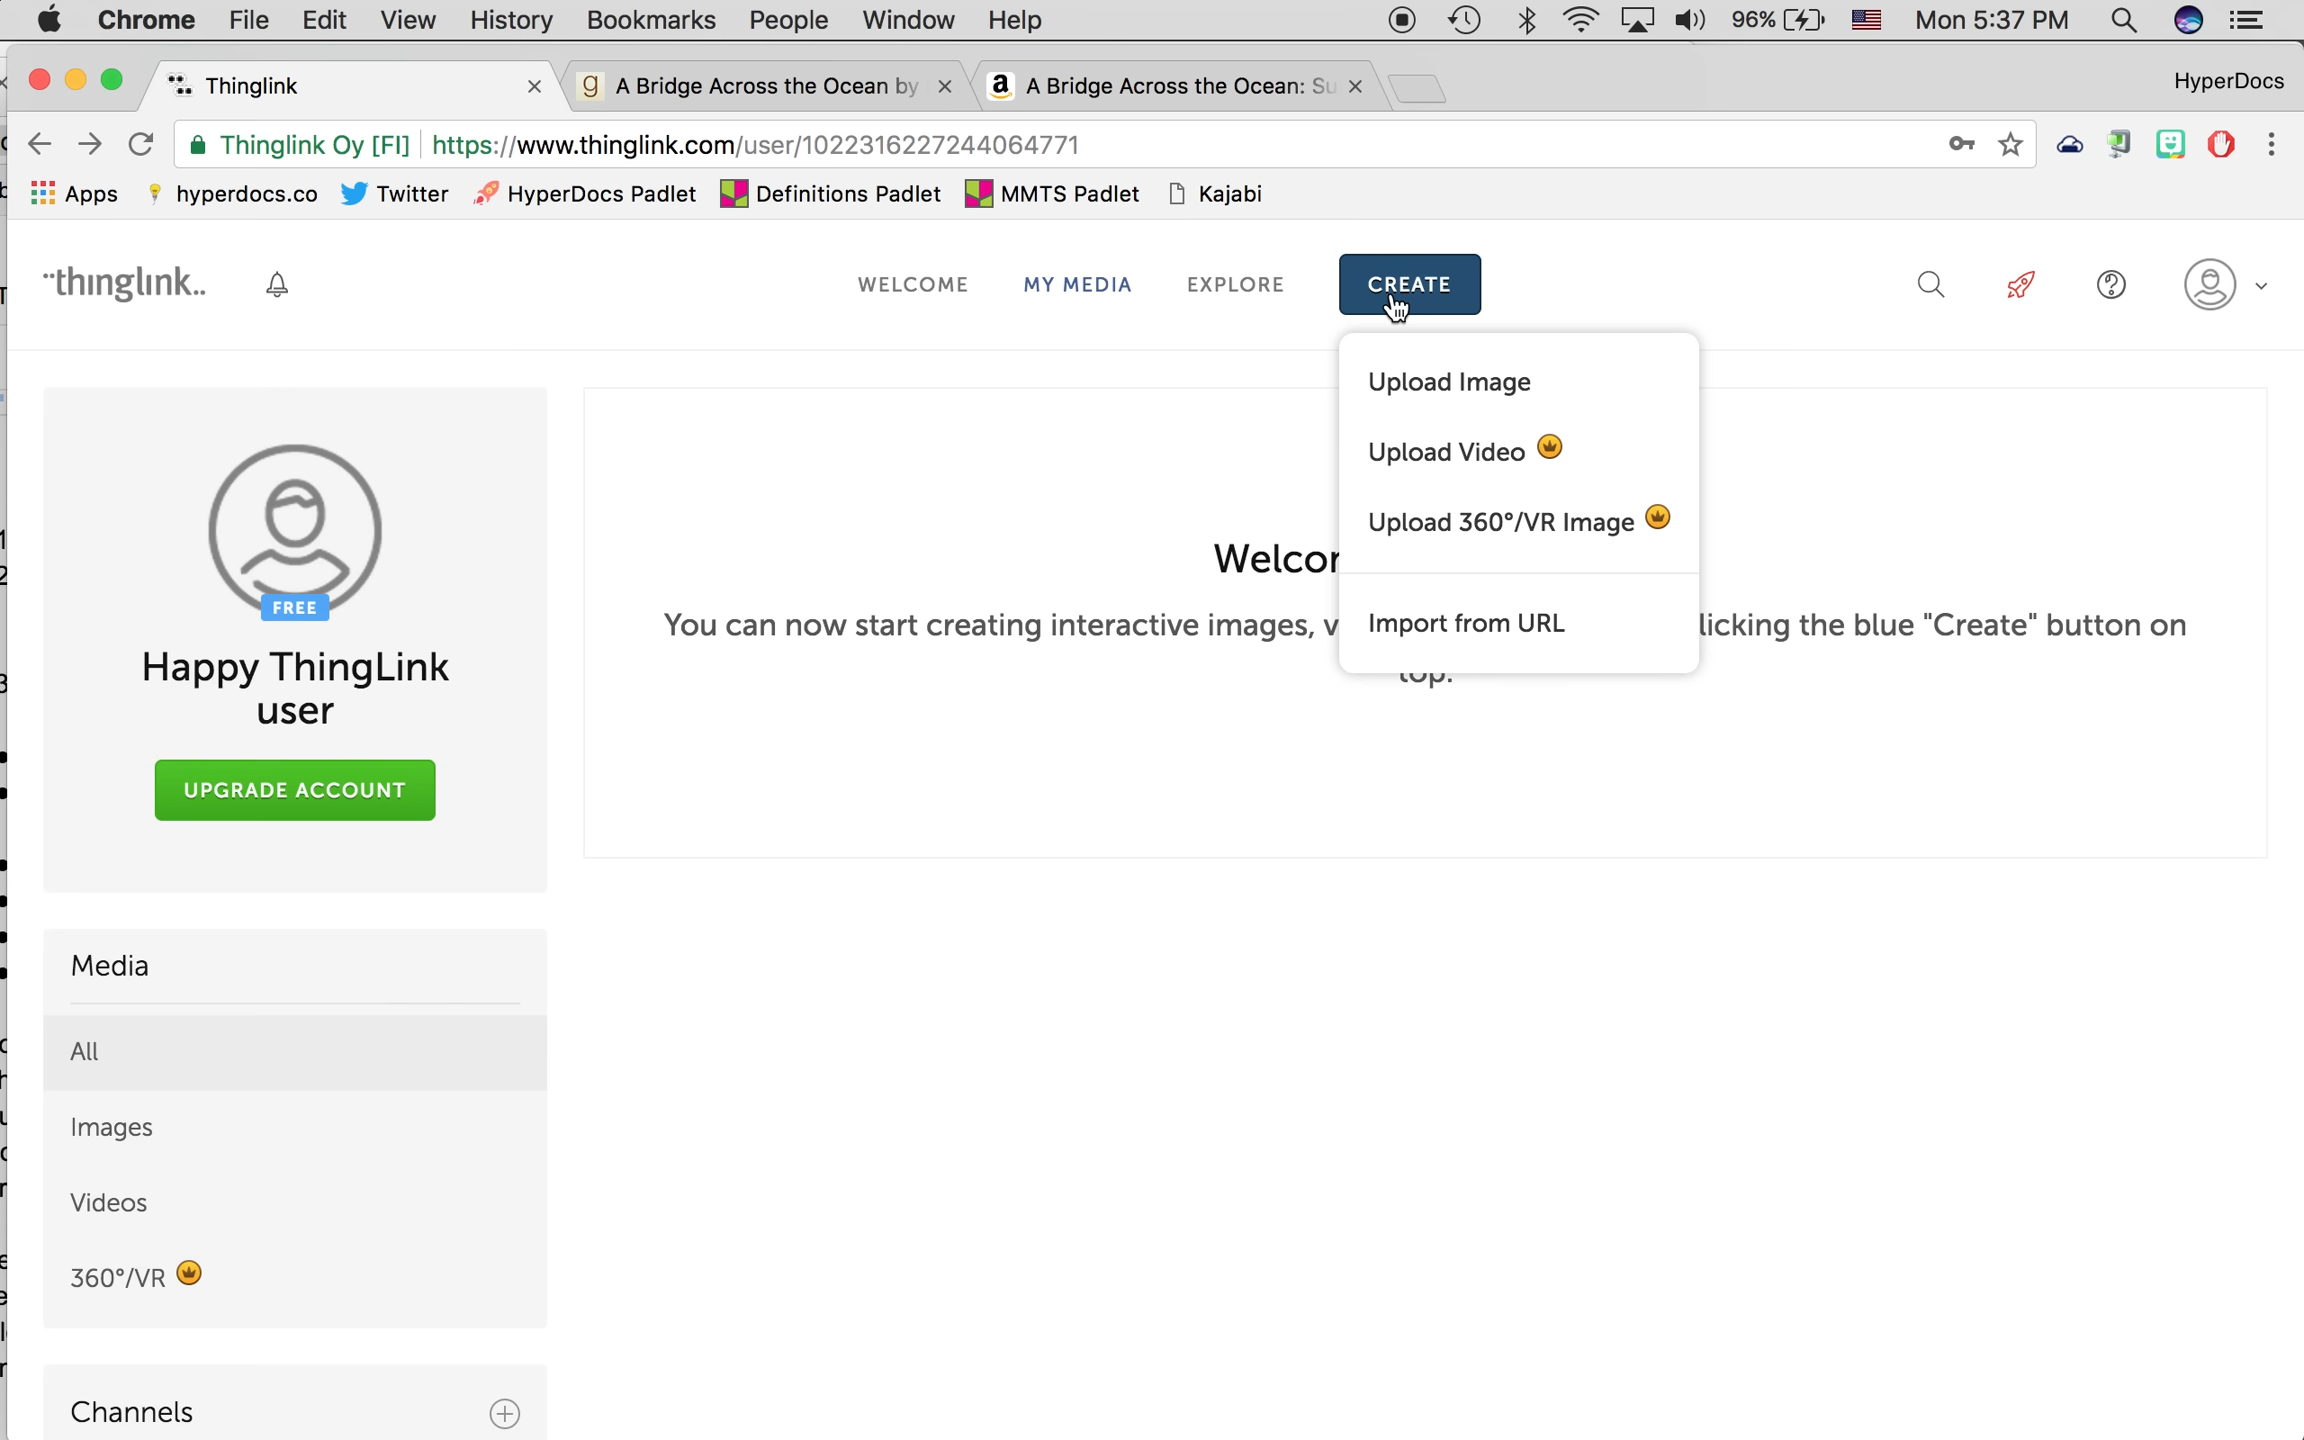 Chrome File Edit View History Bookmarks People Window Help 96% Mon 5:37 PM
Thinglink A Bridge Across the Ocean by A Bridge Across the Ocean: Su HyperDocs
Thinglink Oy [FI] https://www.thinglink.com/user/1022316227244064771
Apps hyperdocs.co Twitter HyperDocs Padlet Definitions Padlet MMTS Padlet Kajabi
thinglink.. WELCOME MY MEDIA EXPLORE CREATE
Upload Image
Upload Video
Upload 360°/VR Image
Import from URL
Welcom
You can now start creating interactive images, v licking the blue "Create" button on
top.
FREE
Happy ThingLink
user
UPGRADE ACCOUNT
Media
All
Images
Videos
360°/VR
Channels